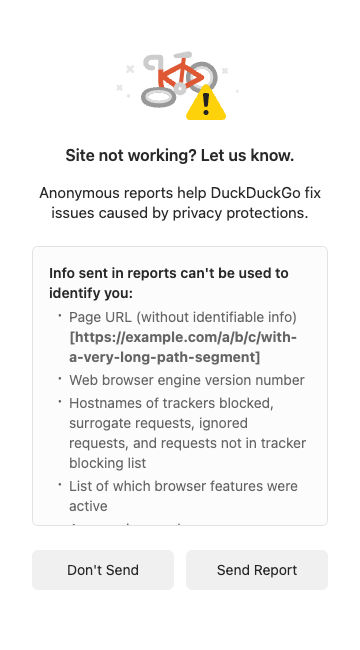 Site not working? Let us know.
Anonymous reports help DuckDuckGo fix
issues caused by privacy protections.
Info sent in reports can't be used to
identify you:
· Page URL (without identifiable info)
[https://example.com/a/b/c/with-
a-very-long-path-segment]
· Web browser engine version number
· Hostnames of trackers blocked,
surrogate requests, ignored
requests, and requests not in tracker
blocking list
· List of which browser features were
active
Don't Send
Send Report